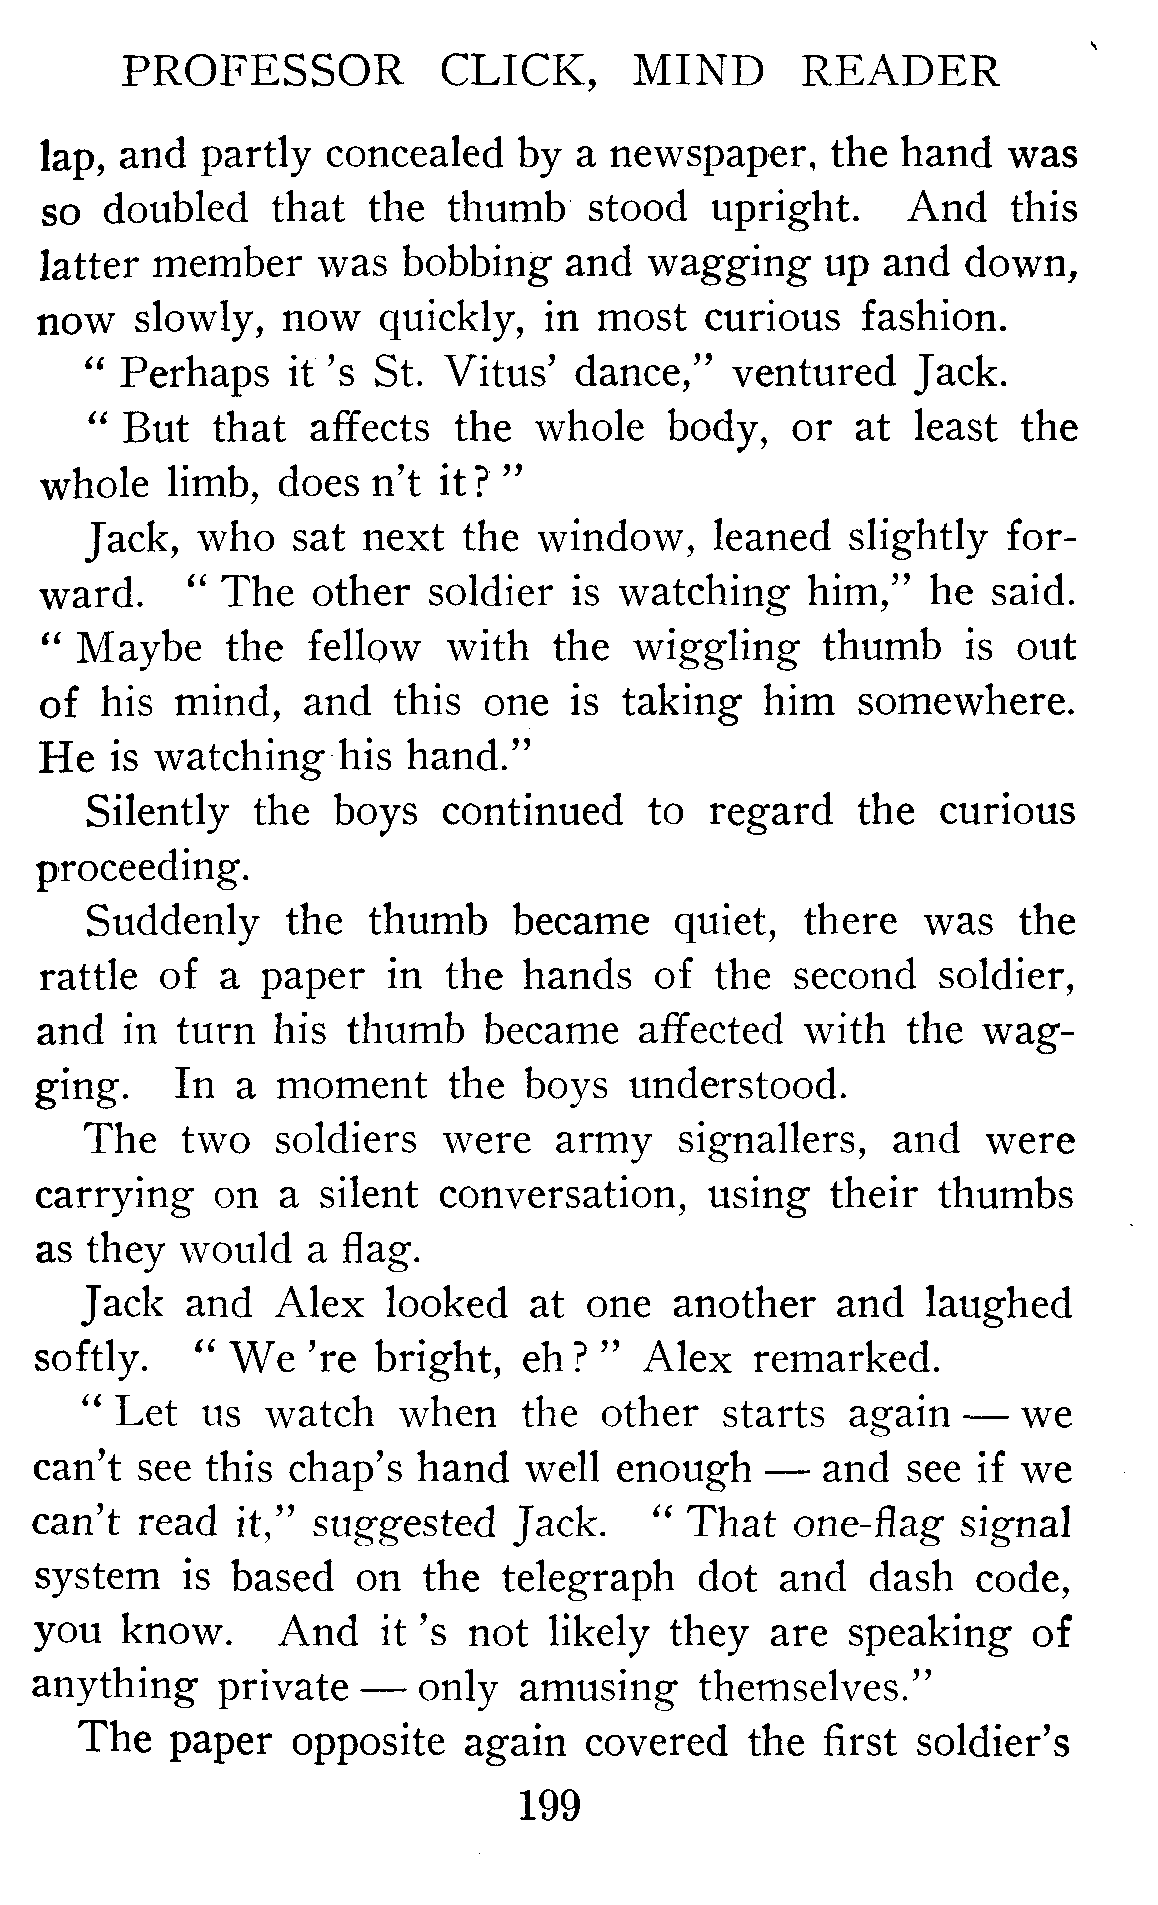 PROFESSOR CLICK, MIND READER
lap, and partly concealed by a newspaper, the hand was
so doubled that the thumb stood upright. And this
latter member was bobbing and wagging up and down,
now slowly, now quickly, in most curious fashion.
“ Perhaps it 's St. Vitus' dance,” ventured Jack.
“ But that affects the whole body, or at least the
whole limb, does n't it? ”
Jack, who sat next the window, leaned slightly for-
ward. “ The other soldier is watching him,” he said.
“ Maybe the fellow with the wiggling thumb is out
of his mind, and this one is taking him somewhere.
He is watching his hand.”
Silently the boys continued to regard the curious
proceeding.
Suddenly the thumb became quiet, there was the
rattle of a paper in the hands of the second soldier,
and in turn his thumb became affected with the wag-
ging. In a moment the boys understood.
The two soldiers were army signallers, and were
carrying on a silent conversation, using their thumbs
as they would a flag.
Jack and Alex looked at one another and laughed
softly. “ We 're bright, eh? ” Alex remarked.
“ Let us watch when the other starts again — we
can't see this chap's hand well enough — and see if we
can't read it,” suggested Jack. “ That one-flag signal
system is based on the telegraph dot and dash code,
you know. And it 's not likely they are speaking of
anything private — only amusing themselves.”
The paper opposite again covered the first soldier's
199